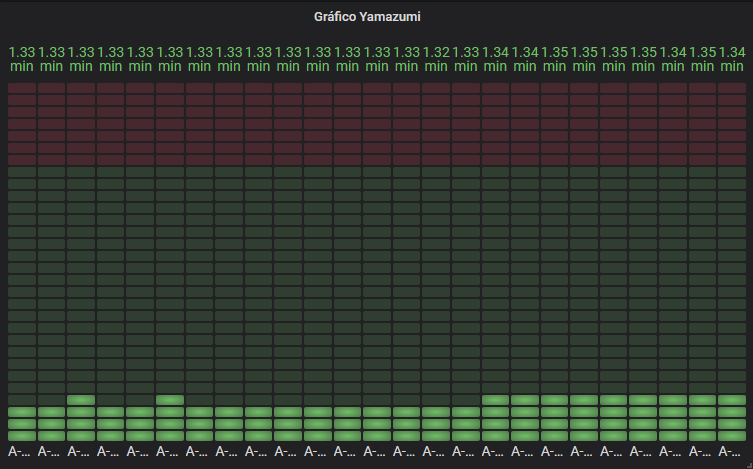 Gráfico Yamazumi
1.33 1.33 1.33 1.33 1.33 1.33 1.33 1.33 1.33 1.33 1.33 1.33 1.33 1.33 1.32 1.33 1.34 1.34 1.35 1.35 1.35 1.35 1.34 1.35 1.34
min min min min min min min min min min min min min min min min min min min min min min min min min
A-... A-... A-... A-... A-... A-... A-... A-... A-... A-... A-... A-... A-... A-... A-... A-... A-... A-... A-... A-... A-... A-... A-... A-... A-...